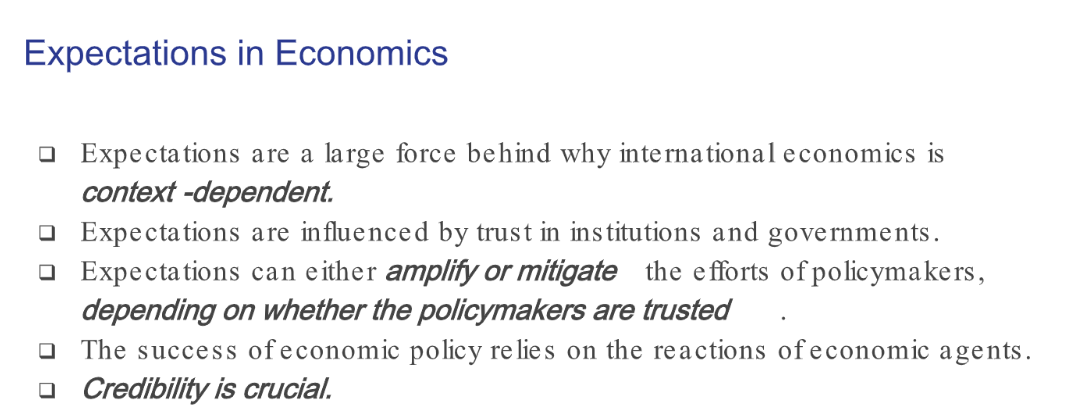 Expectations in Economics
❑ Expectations are a large force behind why international economics is
context -dependent.
❑ Expectations are influenced by trust in institutions and governments.
❑ Expectations can either amplify or mitigate the efforts of policymakers,
depending on whether the policymakers are trusted .
❑ The success of economic policy relies on the reactions of economic agents.
❑ Credibility is crucial.